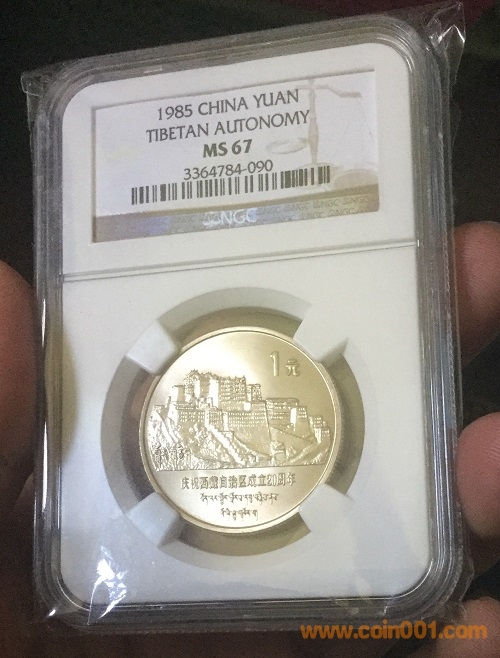 1985 CHINA YUAN
TIBETAN AUTONOMY
MS 67
3364784-090
NGC
1元
庆祝西藏自治区成立20周年
www.coin001.com